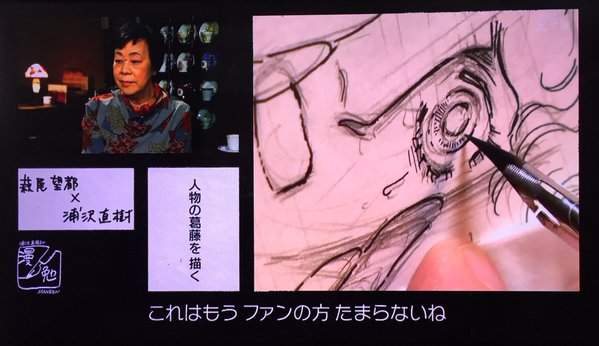 萩尾望都
×
浦沢直樹
人物の葛藤を描く
漫勉
これはもう ファンの方 たまらないね